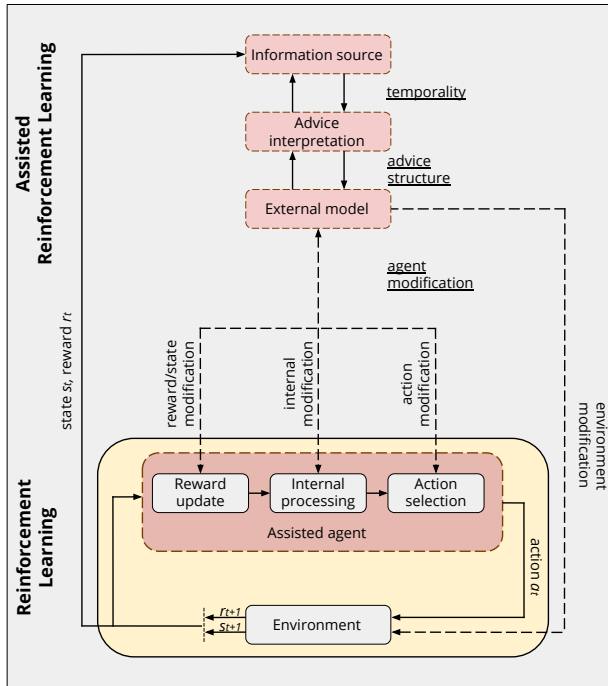 Assisted
Reinforcement Learning
Information source
temporality
Advice
interpretation
advice
structure
External model
agent
modification
state st, reward rt
reward/state
modification
internal
modification
action
modification
environment
modification
Reinforcement
Learning
Reward
update
Internal
processing
Action
selection
Assisted agent
action at
rt+1
st+1
Environment